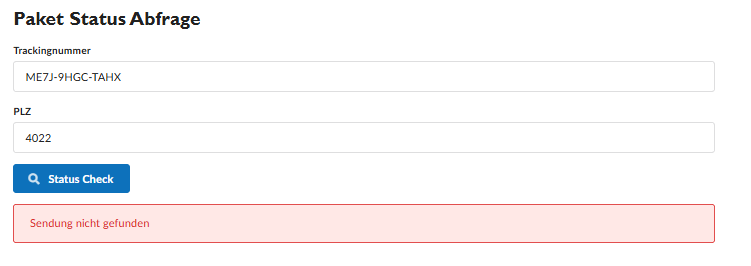 Paket Status Abfrage
Trackingnummer
ME7J-9HGC-TAHX
PLZ
4022
Status Check
Sendung nicht gefunden